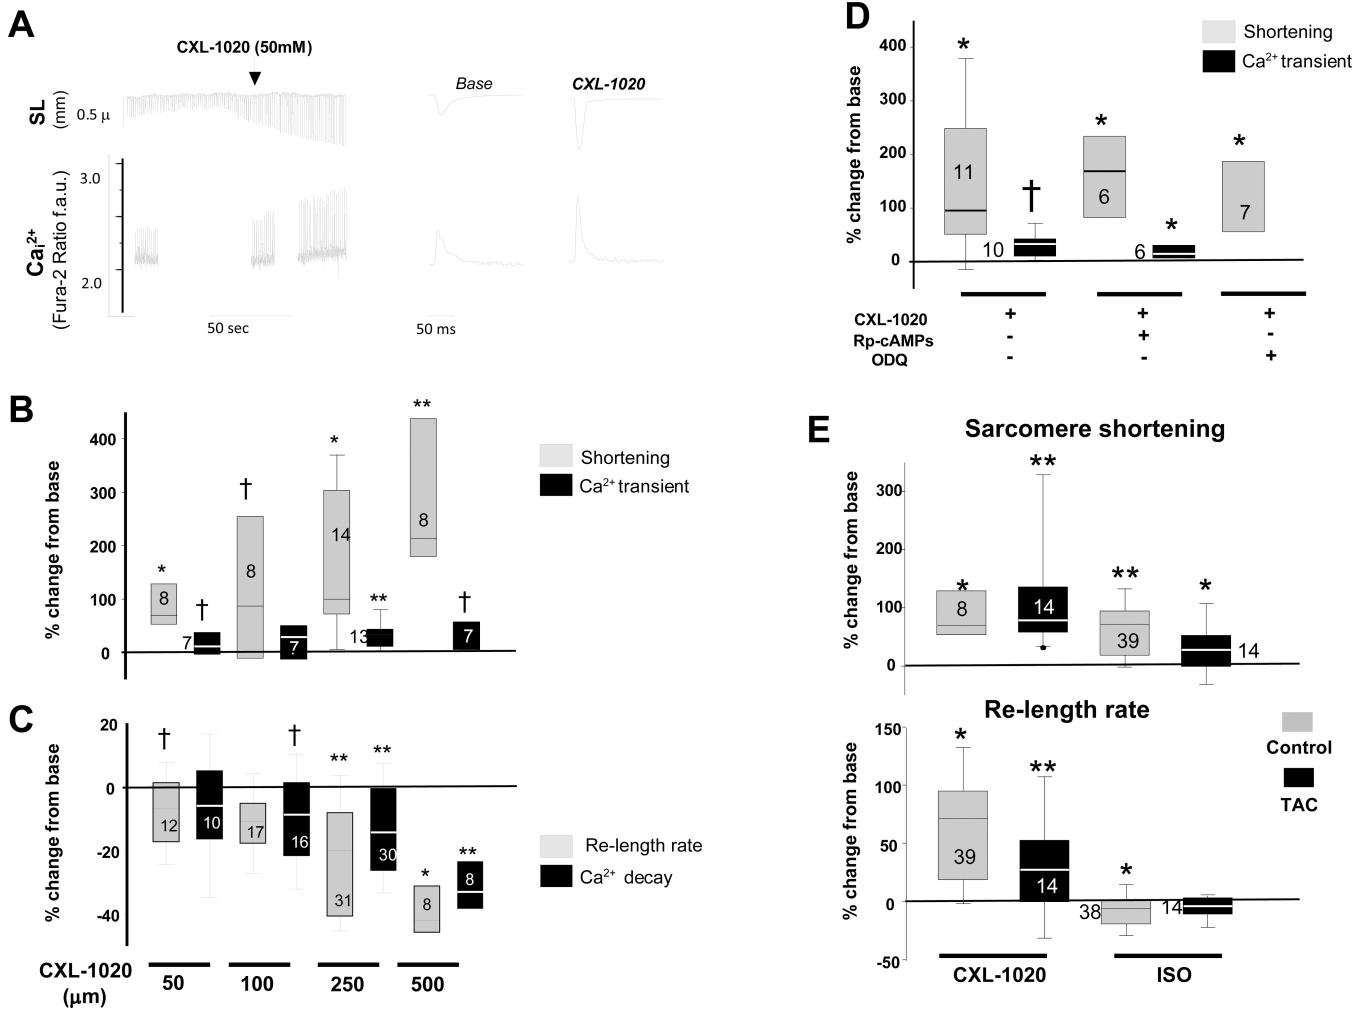 A
CXL-1020 (50mM)
SL
(mm)
0.5 μ
Base
CXL-1020
Cai2+
(Fura-2 Ratio f.a.u.)
3.0
2.0
50 sec
50 ms
B
% change from base
400
300
200
100
0
*
†
†
*
**
**
†
8
7
8
7
14
13
8
7
Shortening
Ca2+ transient
C
% change from base
20
0
-20
-40
†
†
**
**
*
**
12
10
17
16
31
30
8
8
Re-length rate
Ca2+ decay
CXL-1020
(μm)
50
100
250
500
D
% change from base
400
300
200
100
0
*
†
*
*
*
11
10
6
6
7
Shortening
Ca2+ transient
CXL-1020 + + +
Rp-cAMPs - + -
ODQ - - +
E
Sarcomere shortening
% change from base
300
200
100
0
*
**
**
*
8
14
39
14
Re-length rate
% change from base
150
100
50
0
-50
*
**
*
39
14
38
14
Control
TAC
CXL-1020
ISO